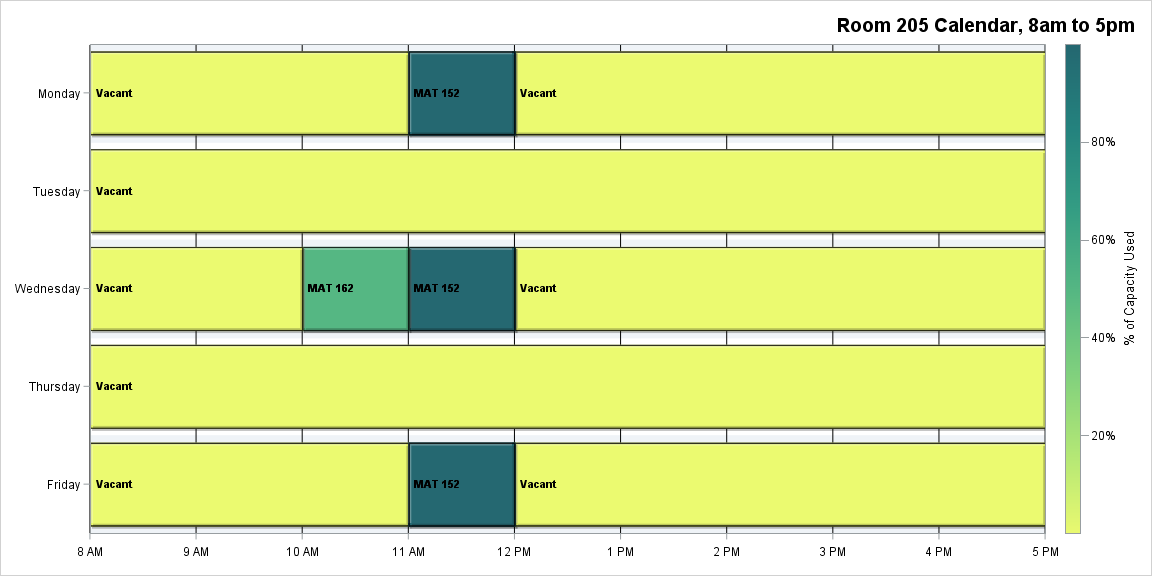 Room 205 Calendar, 8am to 5pm
Monday
Vacant
MAT 152
Vacant
Tuesday
Vacant
Wednesday
Vacant
MAT 162
MAT 152
Vacant
Thursday
Vacant
Friday
Vacant
MAT 152
Vacant
8 AM
9 AM
10 AM
11 AM
12 PM
1 PM
2 PM
3 PM
4 PM
5 PM
80%
60%
40%
20%
% of Capacity Used